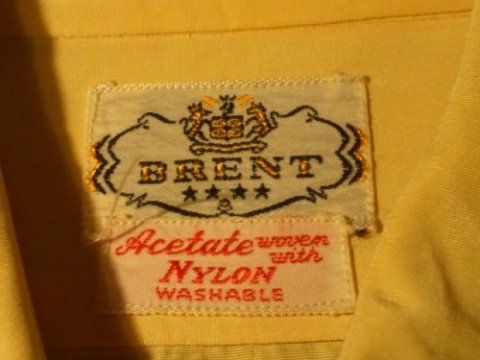 BRENT
Acetate woven with
NYLON
WASHABLE